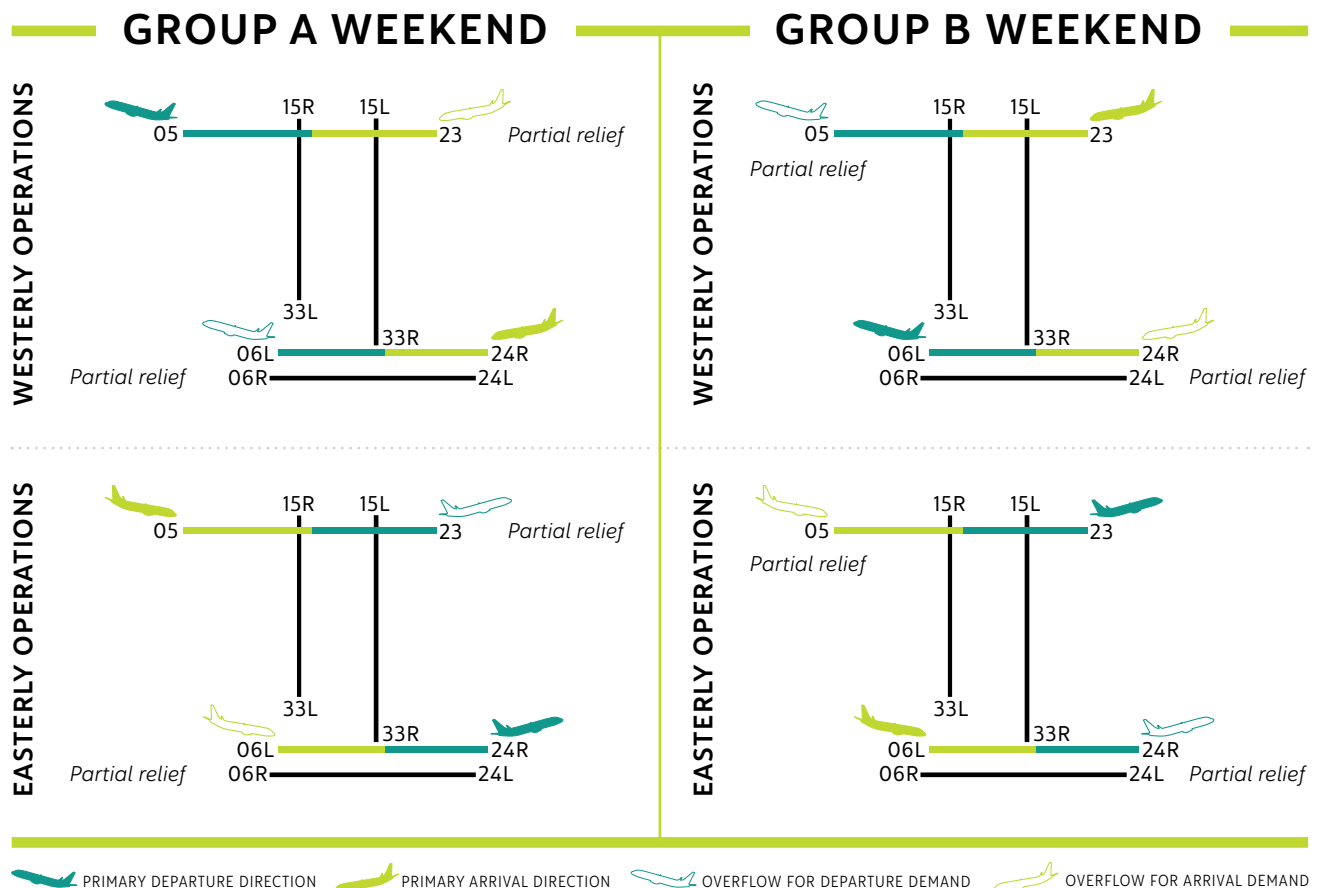 GROUP A WEEKEND
GROUP B WEEKEND
WESTERLY OPERATIONS
15R 15L
05 23 Partial relief
33L
33R
06L 24R
Partial relief 06R 24L
WESTERLY OPERATIONS
15R 15L
05 23
Partial relief
33L
33R
06L 24R
06R 24L Partial relief
EASTERLY OPERATIONS
15R 15L
05 23 Partial relief
33L
33R
06L 24R
Partial relief 06R 24L
EASTERLY OPERATIONS
15R 15L
05 23
Partial relief
33L
33R
06L 24R
06R 24L Partial relief
PRIMARY DEPARTURE DIRECTION PRIMARY ARRIVAL DIRECTION OVERFLOW FOR DEPARTURE DEMAND OVERFLOW FOR ARRIVAL DEMAND